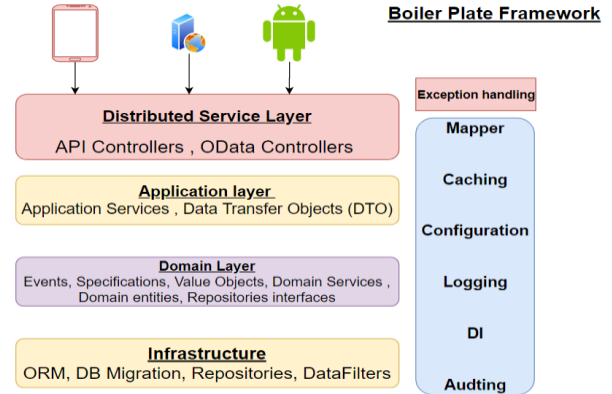 Boiler Plate Framework
Distributed Service Layer
API Controllers , OData Controllers
Application layer
Application Services , Data Transfer Objects (DTO)
Domain Layer
Events, Specifications, Value Objects, Domain Services ,
Domain entities, Repositories interfaces
Infrastructure
ORM, DB Migration, Repositories, DataFilters
Exception handling
Mapper
Caching
Configuration
Logging
DI
Audting